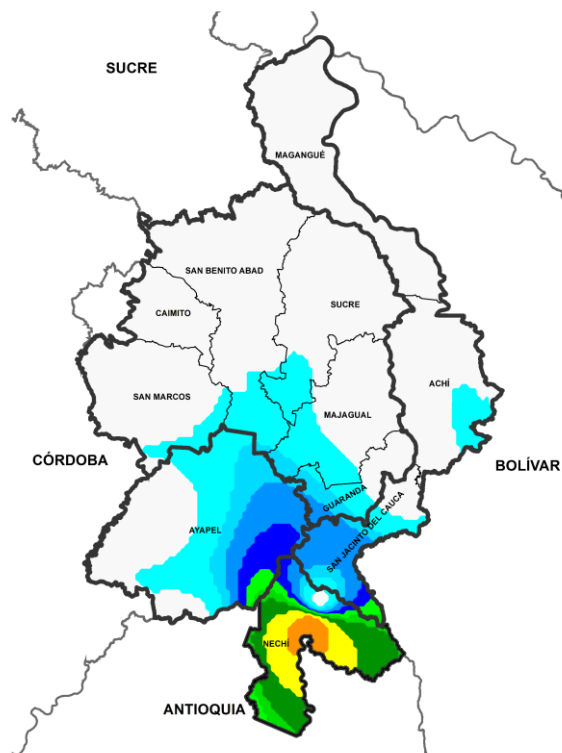 SUCRE
MAGANGUÉ
SAN BENITO ABAD
SUCRE
CAIMITO
ACHÍ
SAN MARCOS
MAJAGUAL
CÓRDOBA
BOLÍVAR
GUARANDA
SAN JACINTO DEL CAUCA
AYAPEL
NECHÍ
ANTIOQUIA